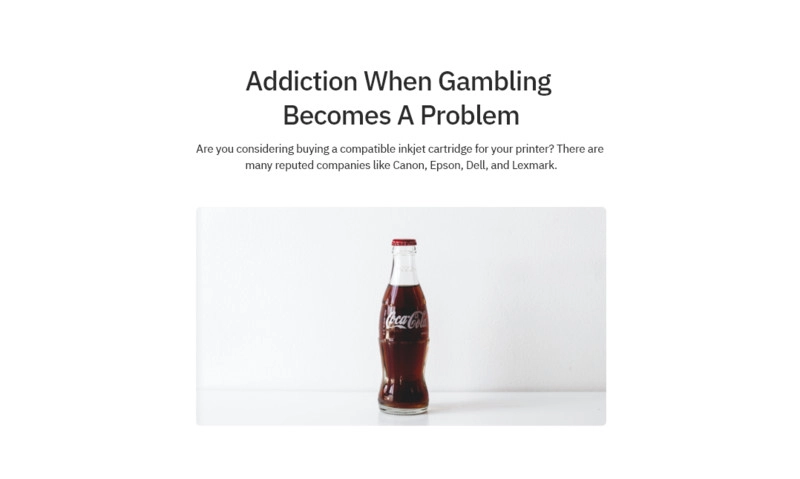 Addiction When Gambling
Becomes A Problem
Are you considering buying a compatible inkjet cartridge for your printer? There are
many reputed companies like Canon, Epson, Dell, and Lexmark.
Coca-Cola